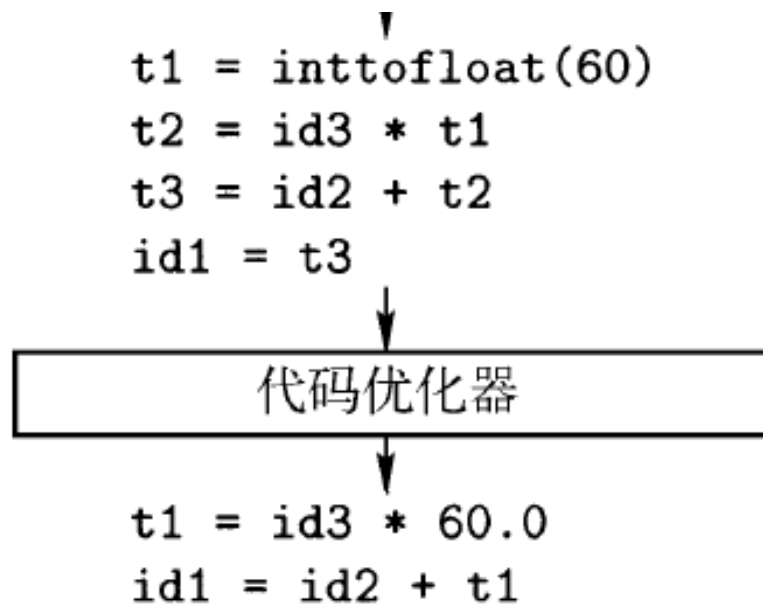 t1 = inttofloat(60)
t2 = id3 * t1
t3 = id2 + t2
id1 = t3
代码优化器
t1 = id3 * 60.0
id1 = id2 + t1